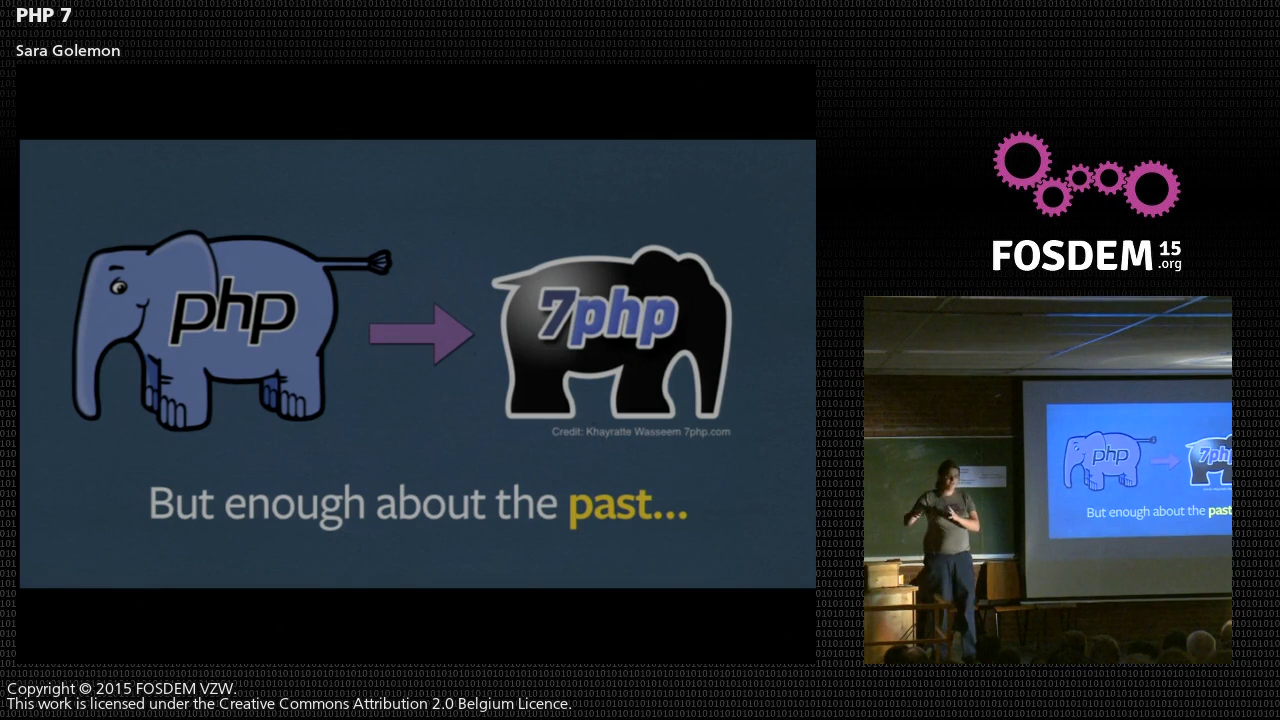 PHP 7
Sara Golemon
php
7php
Credit: Khayratte Wasseem 7php.com
But enough about the past...
FOSDEM 15
.org
php
7ph
But enough about the past
Copyright © 2015 FOSDEM VZW.
This work is licensed under the Creative Commons Attribution 2.0 Belgium Licence.